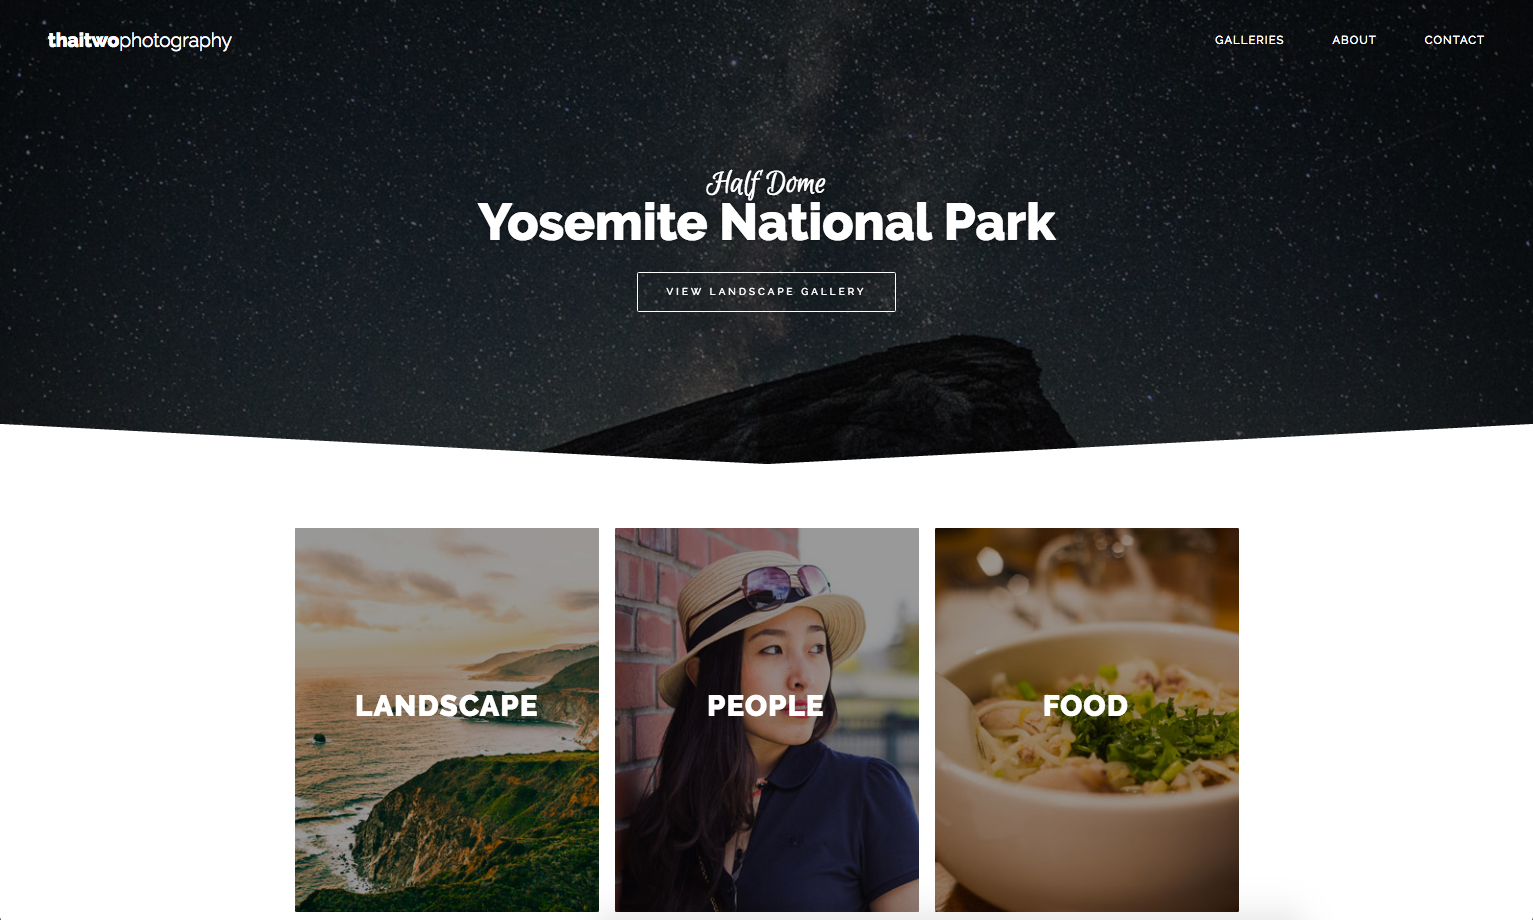 thaitwophotography
GALLERIES ABOUT CONTACT
Half Dome
Yosemite National Park
VIEW LANDSCAPE GALLERY
LANDSCAPE
PEOPLE
FOOD